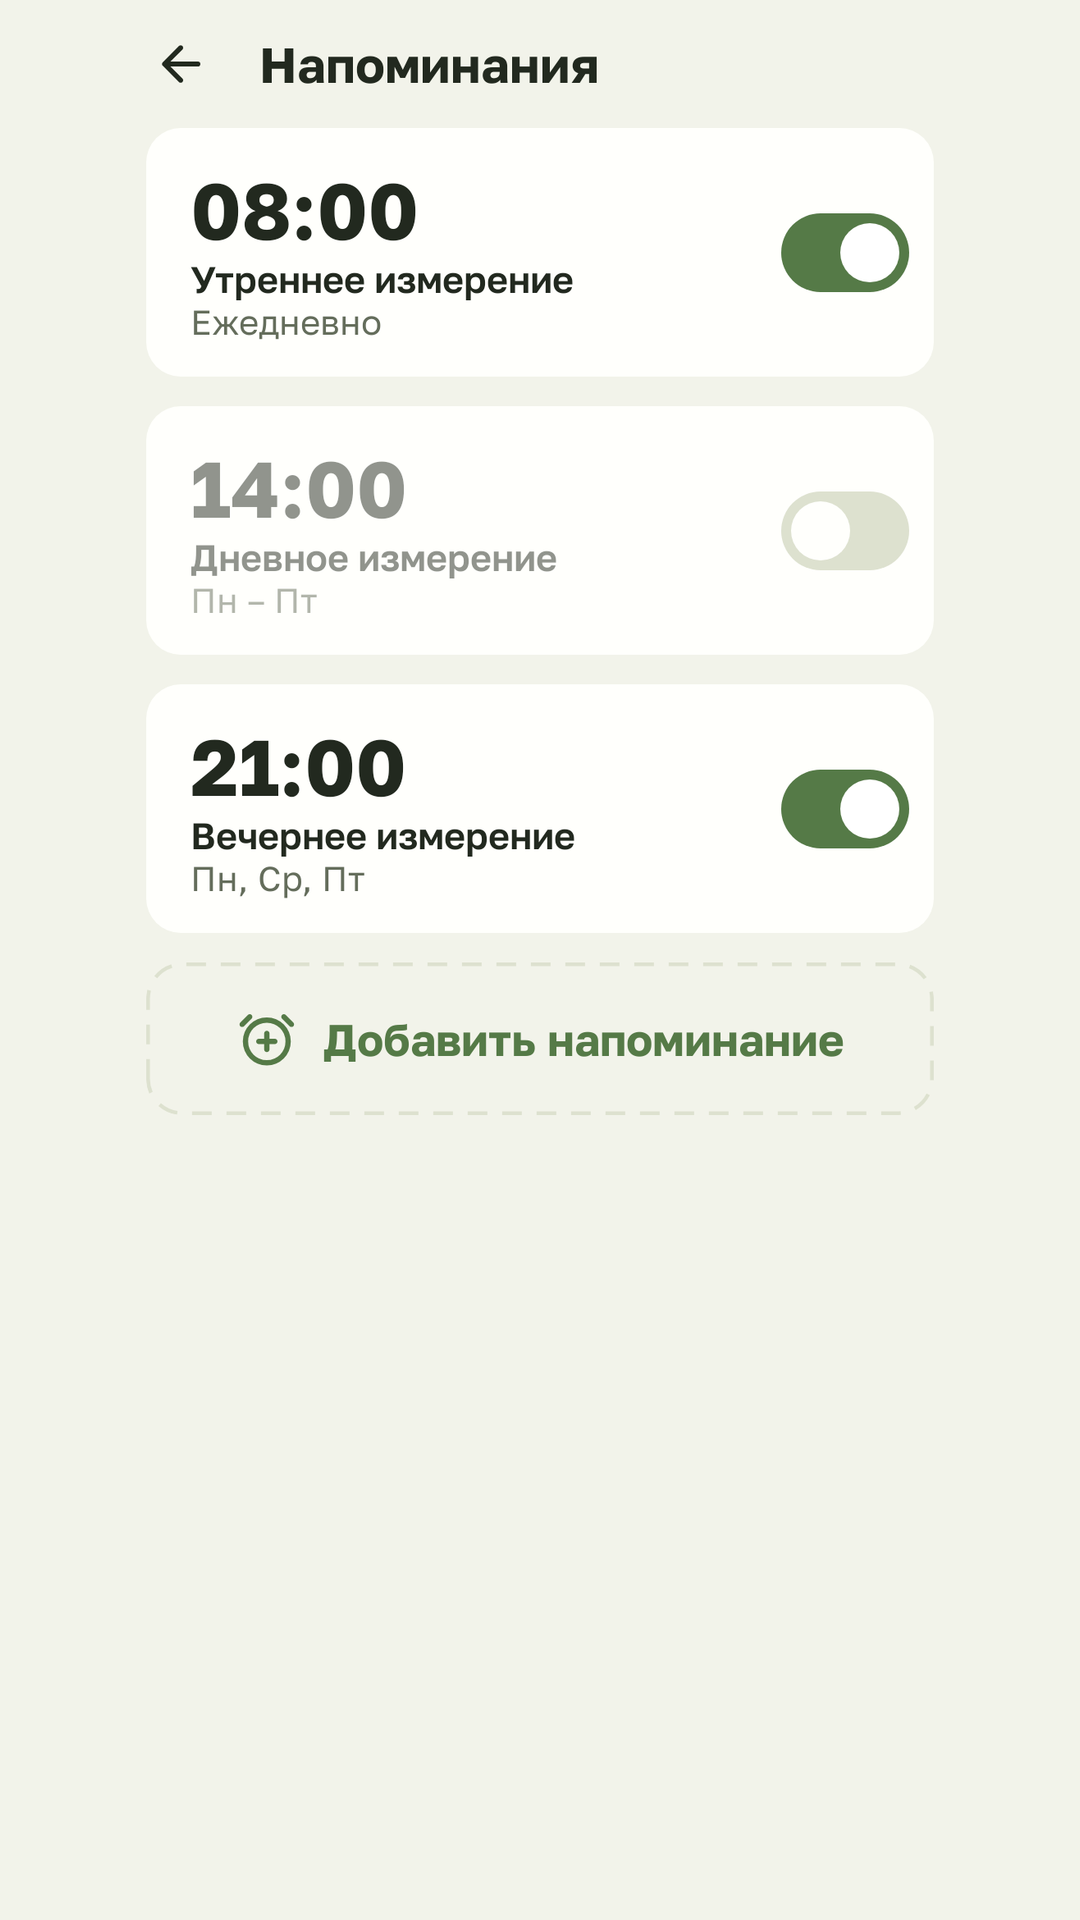 Напоминания
08:00
Утреннее измерение
Ежедневно
14:00
Дневное измерение
Пн – Пт
21:00
Вечернее измерение
Пн, Ср, Пт
Добавить напоминание